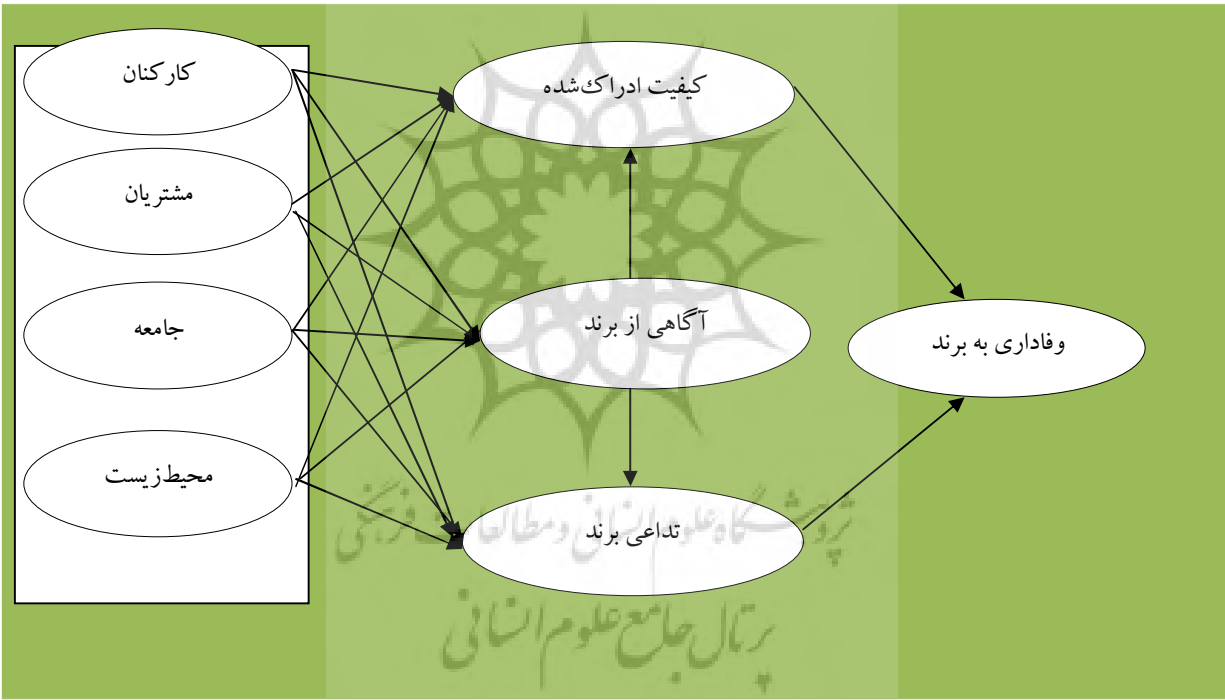 کارکنان
مشتریان
جامعه
محیط‌زیست
کیفیت ادراک‌شده
آگاهی از برند
تداعی برند
وفاداری به برند
پژوهشگاه علوم انسانی و مطالعات فرهنگی
پرتال جامع علوم انسانی